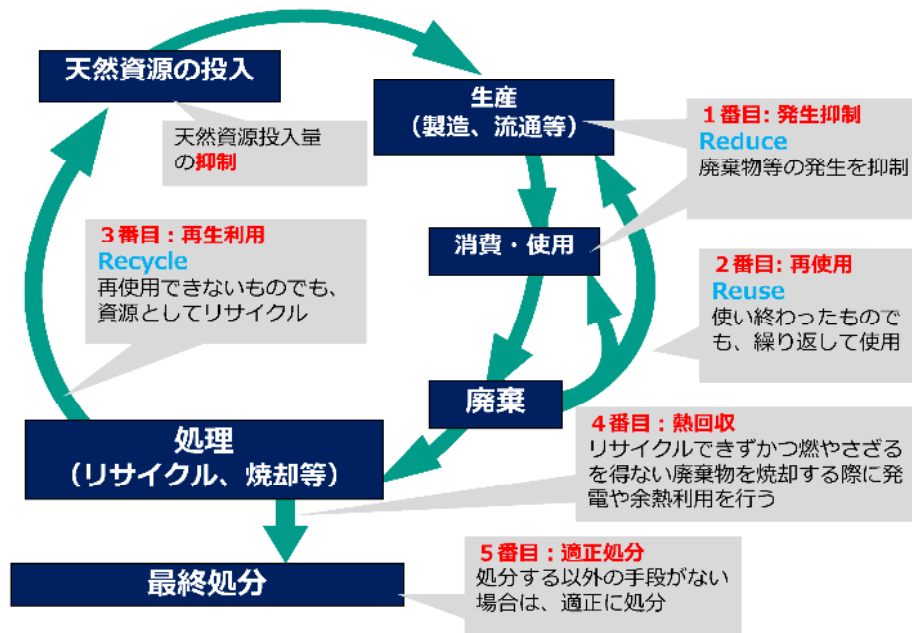 天然資源の投入
生産
（製造、流通等）
1番目: 発生抑制
Reduce
廃棄物等の発生を抑制
天然資源投入量
の抑制
消費・使用
3番目：再生利用
Recycle
再使用できないものでも、
資源としてリサイクル
2番目: 再使用
Reuse
使い終わったもので
も、繰り返して使用
廃棄
処理
（リサイクル、焼却等）
4番目：熱回収
リサイクルできずかつ燃やさざる
を得ない廃棄物を焼却する際に発
電や余熱利用を行う
最終処分
5番目：適正処分
処分する以外の手段がない
場合は、適正に処分